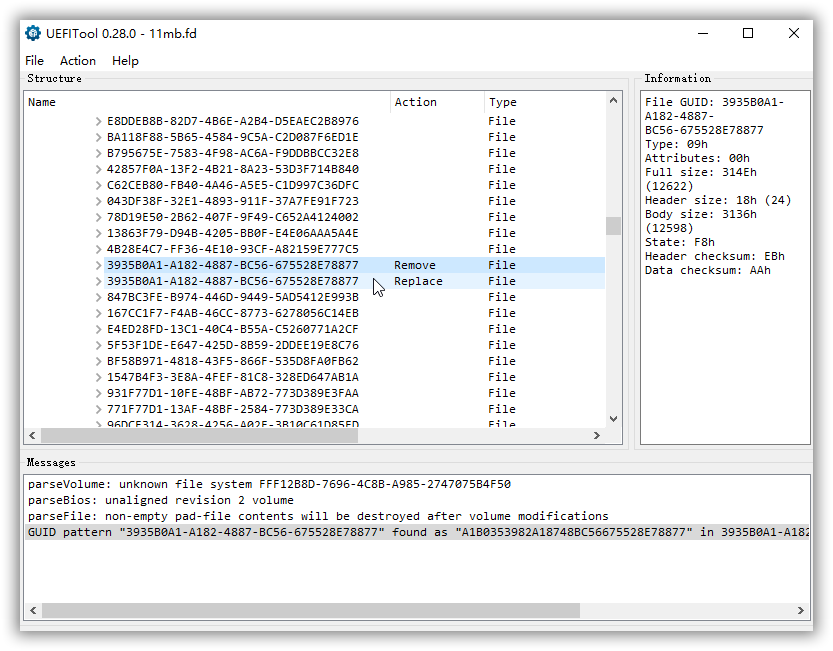 UEFITool 0.28.0 - 11mb.fd
File Action Help
Structure
Name Action Type
E8DDEB8B-82D7-4B6E-A2B4-D5EAEC2B8976 File
BA118F88-5B65-4584-9C5A-C2D087F6ED1E File
B795675E-7583-4F98-AC6A-F9DDBBCC32E8 File
42857F0A-13F2-4B21-8A23-53D3F714B840 File
C62CEB80-FB40-4A46-A5E5-C1D997C36DFC File
043DF38F-32E1-4893-911F-37A7FE91F723 File
78D19E50-2B62-407F-9F49-C652A4124002 File
13863F79-D94B-4205-BB0F-E4E06AAA5A4E File
4B28E4C7-FF36-4E10-93CF-A82159E777C5 File
3935B0A1-A182-4887-BC56-675528E78877 Remove File
3935B0A1-A182-4887-BC56-675528E78877 Replace File
847BC3FE-B974-446D-9449-5AD5412E993B File
167CC1F7-F4AB-46CC-8773-6278056C14EB File
E4ED28FD-13C1-40C4-B55A-C5260771A2CF File
5F53F1DE-E647-425D-8B59-2DDEE19E8C76 File
BF58B971-4818-43F5-866F-535D8FA0FB62 File
1547B4F3-3E8A-4FEF-81C8-328ED647AB1A File
931F77D1-10FE-48BF-AB72-773D389E3FAA File
771F77D1-13AF-48BF-2584-773D389E33CA File
96DCF314-3628-4256-A02F-3B10C61D85FD File
Information
File GUID: 3935B0A1-
A182-4887-
BC56-675528E78877
Type: 09h
Attributes: 00h
Full size: 314Eh
(12622)
Header size: 18h (24)
Body size: 3136h
(12598)
State: F8h
Header checksum: EBh
Data checksum: AAh
Messages
parseVolume: unknown file system FFF12B8D-7696-4C8B-A985-2747075B4F50
parseBios: unaligned revision 2 volume
parseFile: non-empty pad-file contents will be destroyed after volume modifications
GUID pattern "3935B0A1-A182-4887-BC56-675528E78877" found as "A1B0353982A18748BC56675528E78877" in 3935B0A1-A182